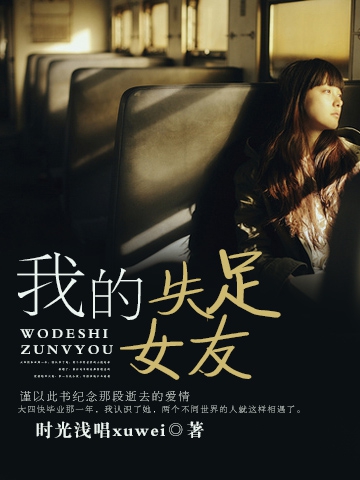 我的失足
女友
WODESHI
ZUNVYOU
谨以此书纪念那段逝去的爱情
大四快毕业那一年，我认识了她，两个不同世界的人就这样相遇了。
时光浅唱xuwei◎著